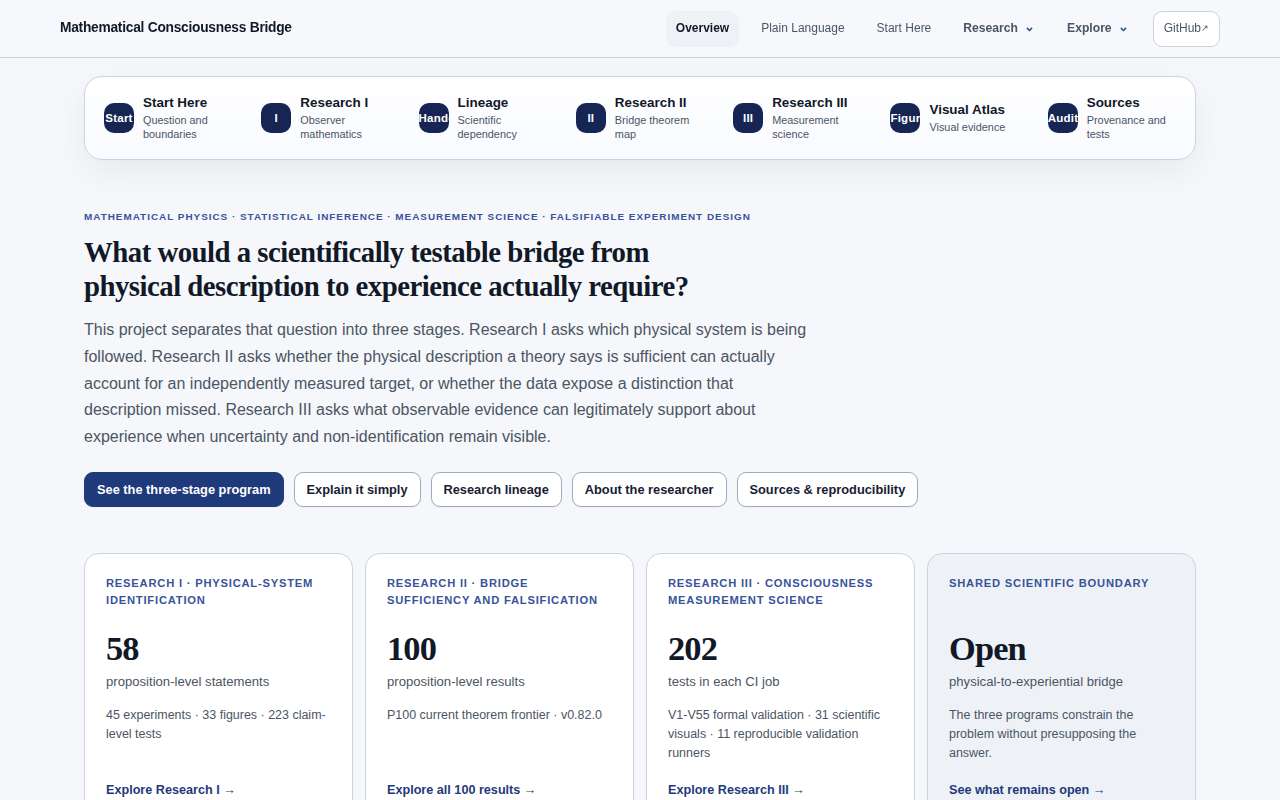 Mathematical Consciousness Bridge
Overview
Plain Language
Start Here
Research
Explore
GitHub↗
Start
Start Here
Question and
boundaries
I
Research I
Observer
mathematics
Hand
Lineage
Scientific
dependency
II
Research II
Bridge theorem
map
III
Research III
Measurement
science
Figur
Visual Atlas
Visual evidence
Audit
Sources
Provenance and
tests
MATHEMATICAL PHYSICS · STATISTICAL INFERENCE · MEASUREMENT SCIENCE · FALSIFIABLE EXPERIMENT DESIGN
What would a scientifically testable bridge from
physical description to experience actually require?
This project separates that question into three stages. Research I asks which physical system is being
followed. Research II asks whether the physical description a theory says is sufficient can actually
account for an independently measured target, or whether the data expose a distinction that
description missed. Research III asks what observable evidence can legitimately support about
experience when uncertainty and non-identification remain visible.
See the three-stage program
Explain it simply
Research lineage
About the researcher
Sources & reproducibility
RESEARCH I · PHYSICAL-SYSTEM
IDENTIFICATION
58
proposition-level statements
45 experiments · 33 figures · 223 claim-
level tests
Explore Research I →
RESEARCH II · BRIDGE
SUFFICIENCY AND FALSIFICATION
100
proposition-level results
P100 current theorem frontier · v0.82.0
Explore all 100 results →
RESEARCH III · CONSCIOUSNESS
MEASUREMENT SCIENCE
202
tests in each CI job
V1-V55 formal validation · 31 scientific
visuals · 11 reproducible validation
runners
Explore Research III →
SHARED SCIENTIFIC BOUNDARY
Open
physical-to-experiential bridge
The three programs constrain the
problem without presupposing the
answer.
See what remains open →